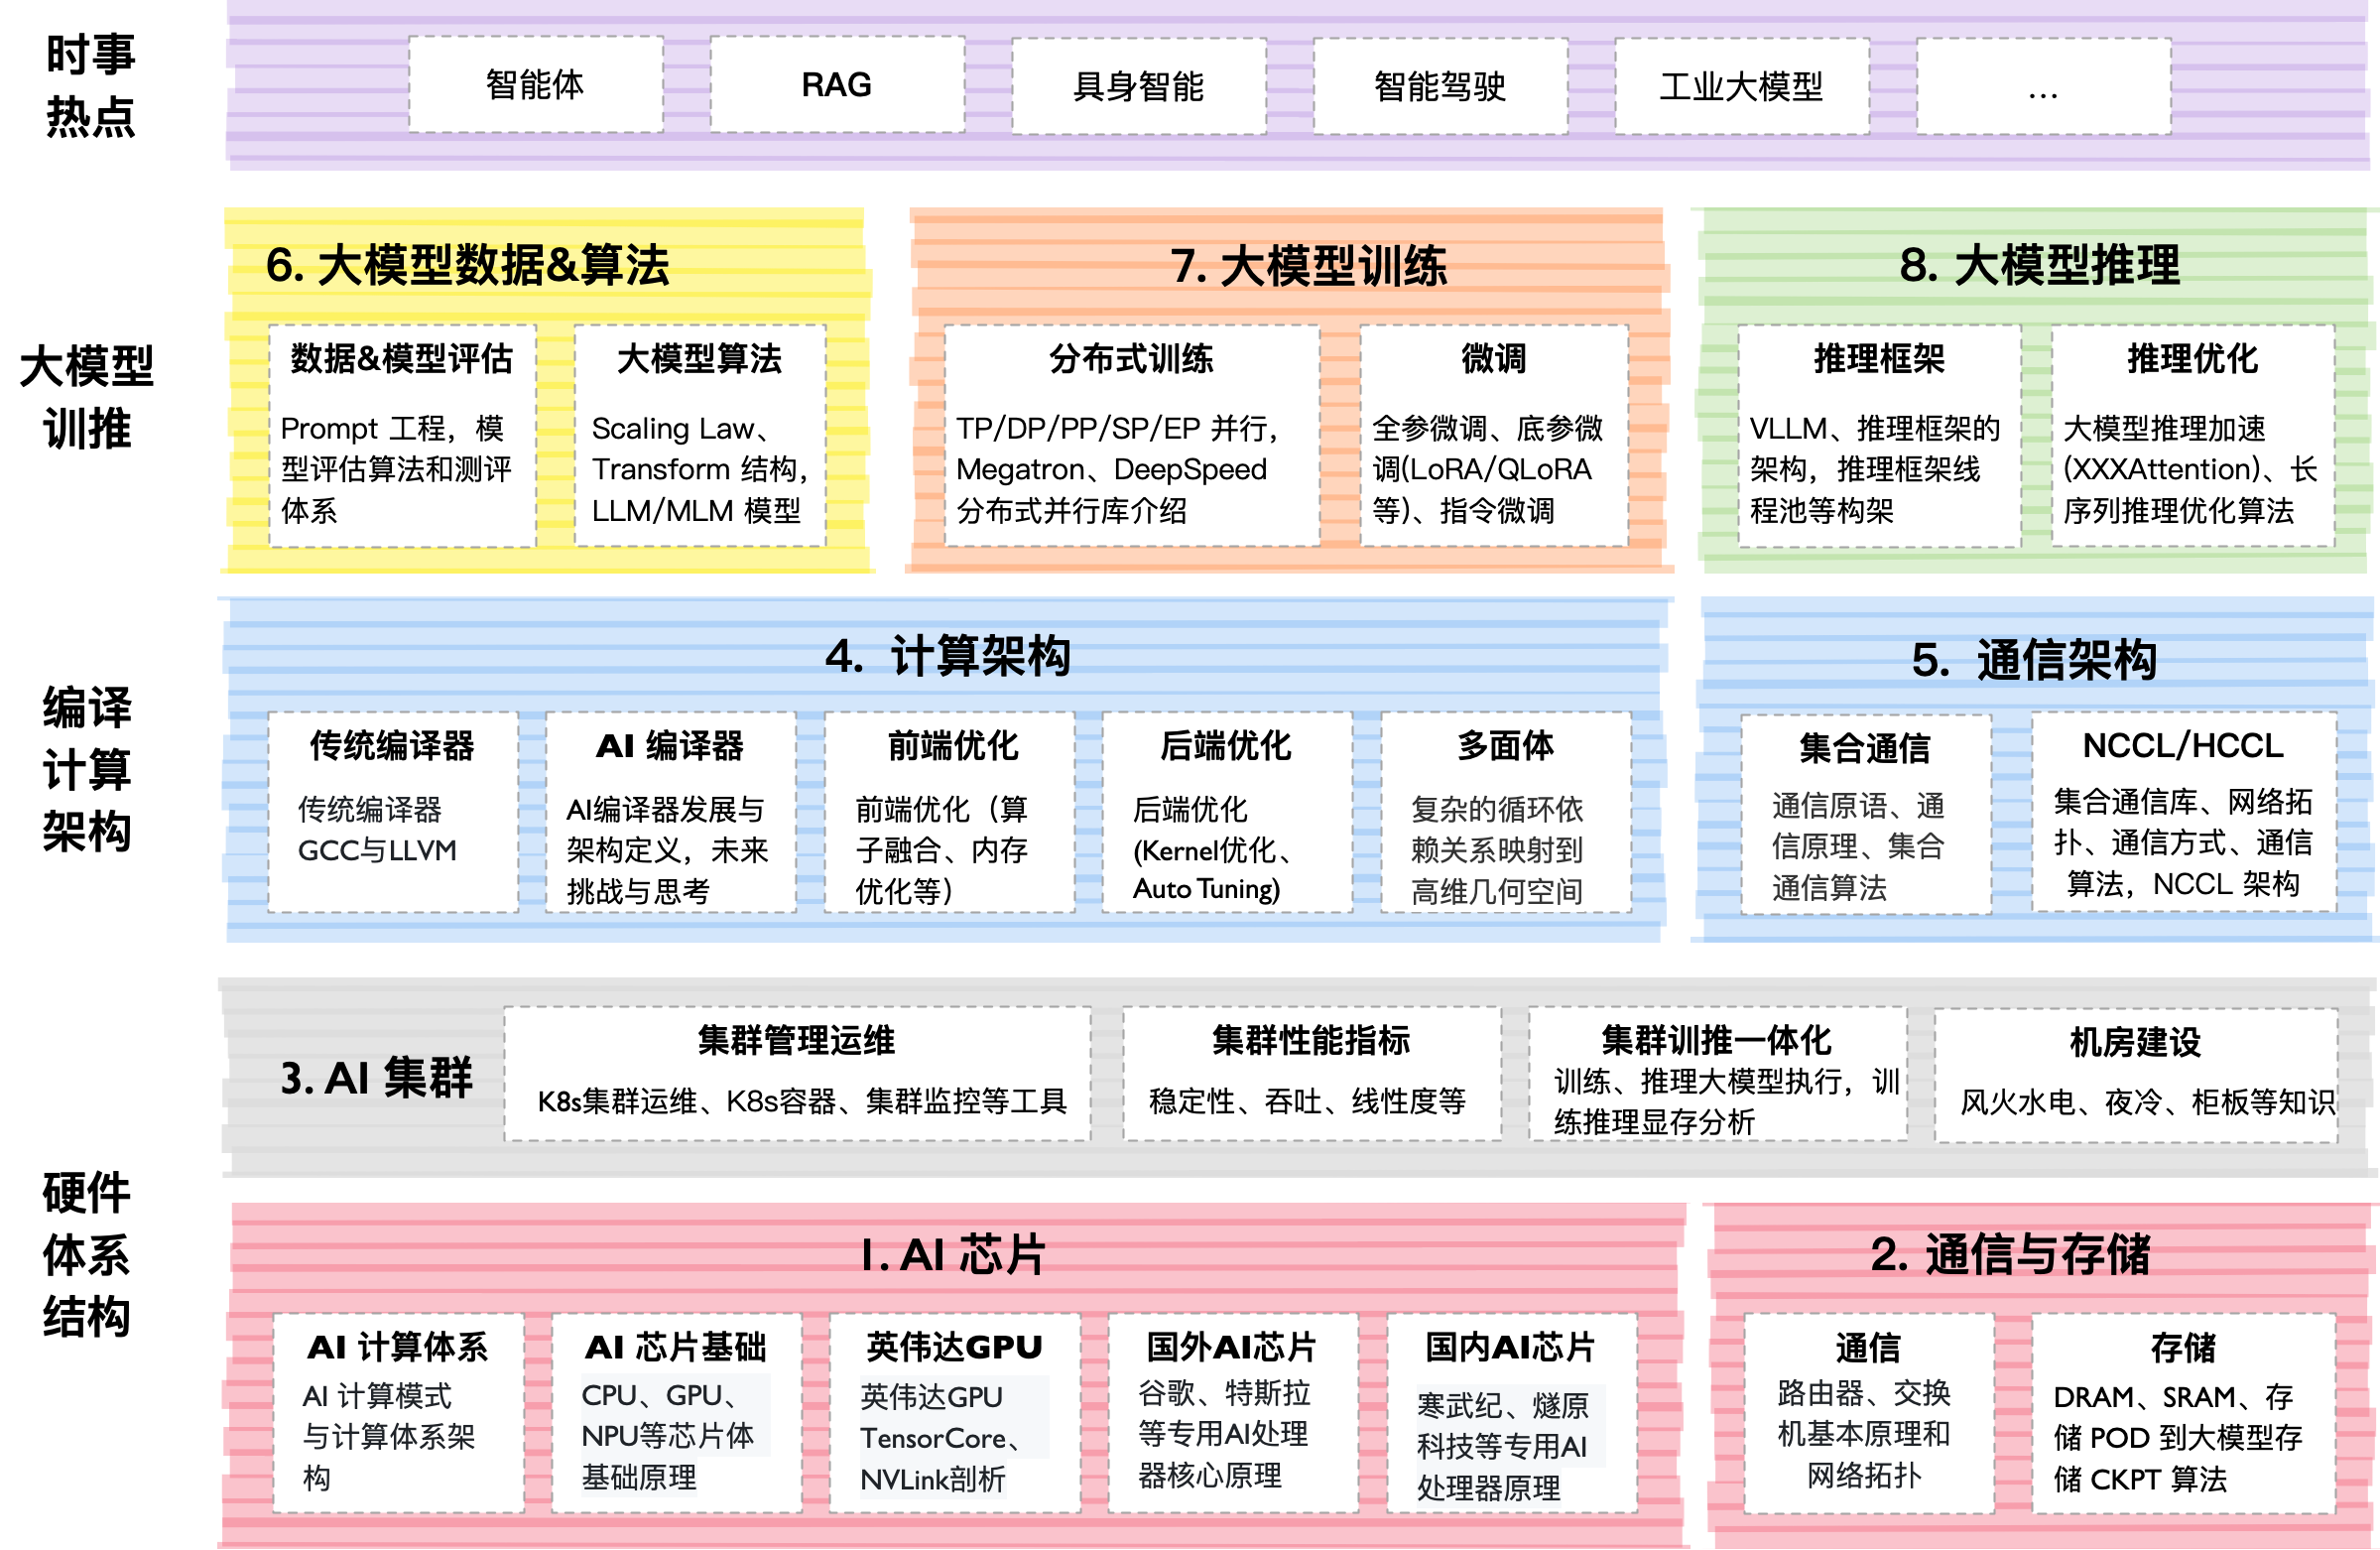 时事
热点
智能体
RAG
具身智能
智能驾驶
工业大模型
...
大模型
训推
6. 大模型数据&算法
数据&模型评估
Prompt 工程，模
型评估算法和测评
体系
大模型算法
Scaling Law、
Transform 结构，
LLM/MLM 模型
7. 大模型训练
分布式训练
TP/DP/PP/SP/EP 并行，
Megatron、DeepSpeed
分布式并行库介绍
微调
全参微调、底参微
调(LoRA/QLoRA
等)、指令微调
8. 大模型推理
推理框架
VLLM、推理框架的
架构，推理框架线
程池等构架
推理优化
大模型推理加速
(XXXAttention)、长
序列推理优化算法
编译
计算
架构
4. 计算架构
传统编译器
传统编译器
GCC与LLVM
AI 编译器
AI编译器发展与
架构定义，未来
挑战与思考
前端优化
前端优化（算
子融合、内存
优化等）
后端优化
后端优化
(Kernel优化、
Auto Tuning)
多面体
复杂的循环依
赖关系映射到
高维几何空间
5. 通信架构
集合通信
通信原语、通
信原理、集合
通信算法
NCCL/HCCL
集合通信库、网络拓
扑、通信方式、通信
算法，NCCL 架构
硬件
体系
结构
3. AI 集群
集群管理运维
K8s集群运维、K8s容器、集群监控等工具
集群性能指标
稳定性、吞吐、线性度等
集群训推一体化
训练、推理大模型执行，训
练推理显存分析
机房建设
风火水电、夜冷、柜板等知识
1. AI 芯片
AI 计算体系
AI 计算模式
与计算体系架
构
AI 芯片基础
CPU、GPU、
NPU等芯片体
基础原理
英伟达GPU
英伟达GPU
TensorCore、
NVLink剖析
国外AI芯片
谷歌、特斯拉
等专用AI处理
器核心原理
国内AI芯片
寒武纪、燧原
科技等专用AI
处理器原理
2. 通信与存储
通信
路由器、交换
机基本原理和
网络拓扑
存储
DRAM、SRAM、存
储 POD 到大模型存
储 CKPT 算法